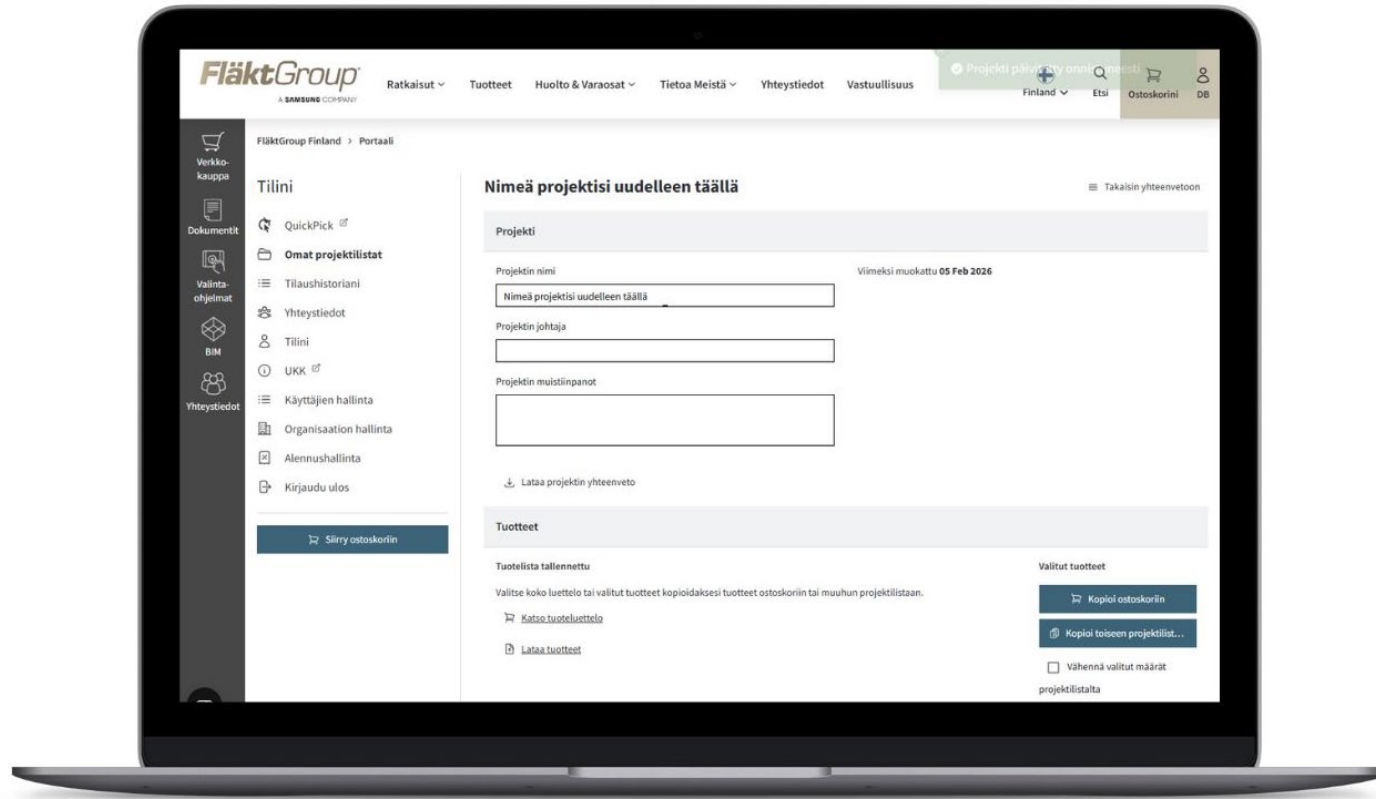 FläktGroup
A SAMSUNG COMPANY
Ratkaisut
Tuotteet
Huolto & Varaosat
Tietoa Meistä
Yhteystiedot
Vastuullisuus
Projekti päivitetty onnistuneesti
Finland
Etsi
Ostoskorini
DB
Verkko-
kauppa
Dokumentit
Valinta-
ohjelmat
BIM
Yhteystiedot
FläktGroup Finland > Portaali
Tilini
QuickPick
Omat projektilistat
Tilaushistoriani
Yhteystiedot
Tilini
UKK
Käyttäjien hallinta
Organisaation hallinta
Alennushallinta
Kirjaudu ulos
Siirry ostoskoriin
Nimeä projektisi uudelleen täällä
Takaisin yhteenvetoon
Projekti
Projektin nimi
Viimeksi muokattu 05 Feb 2026
Nimeä projektisi uudelleen täällä
Projektin johtaja
Projektin muistiinpanot
Lataa projektin yhteenveto
Tuotteet
Tuotelista tallennettu
Valitut tuotteet
Valitse koko luettelo tai valitut tuotteet kopioidaksesi tuotteet ostoskoriin tai muuhun projektilistaan.
Kopioi ostoskoriin
Katso tuoteluettelo
Kopioi toiseen projektilist...
Lataa tuotteet
Vähennä valitut määrät
projektilistalta